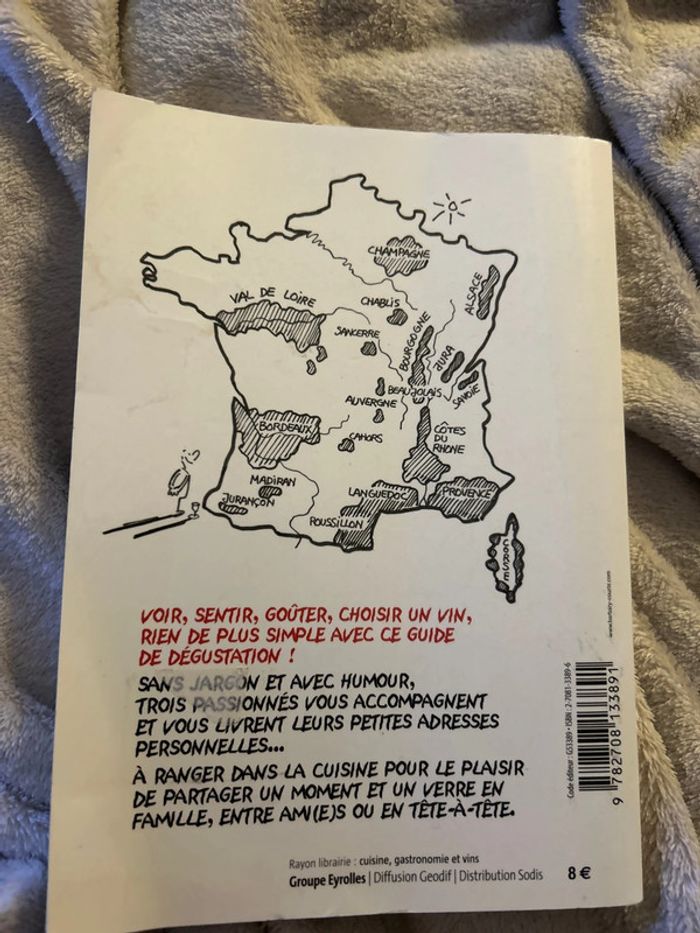 CHAMPAGNE
ALSACE
VAL DE LOIRE
CHABLIS
SANCERRE
BOURGOGNE
JURA
BEAUJOLAIS
SAVOIE
AUVERGNE
BORDEAUX
CAHORS
CÔTES
DU
RHONE
MADIRAN
JURANÇON
LANGUEDOC
PROVENCE
ROUSSILLON
CORSE
VOIR, SENTIR, GOÛTER, CHOISIR UN VIN,
RIEN DE PLUS SIMPLE AVEC CE GUIDE
DE DÉGUSTATION !
SANS JARGON ET AVEC HUMOUR,
TROIS PASSIONNÉS VOUS ACCOMPAGNENT
ET VOUS LIVRENT LEURS PETITES ADRESSES
PERSONNELLES...
À RANGER DANS LA CUISINE POUR LE PLAISIR
DE PARTAGER UN MOMENT ET UN VERRE EN
FAMILLE, ENTRE AMI(E)S OU EN TÊTE-À-TÊTE.
www.barbary-courte.com
Code éditeur : G53389 • ISBN : 2-7081-3389-6
9 782708 133891
Rayon librairie : cuisine, gastronomie et vins
Groupe Eyrolles | Diffusion Geodif | Distribution Sodis
8 €